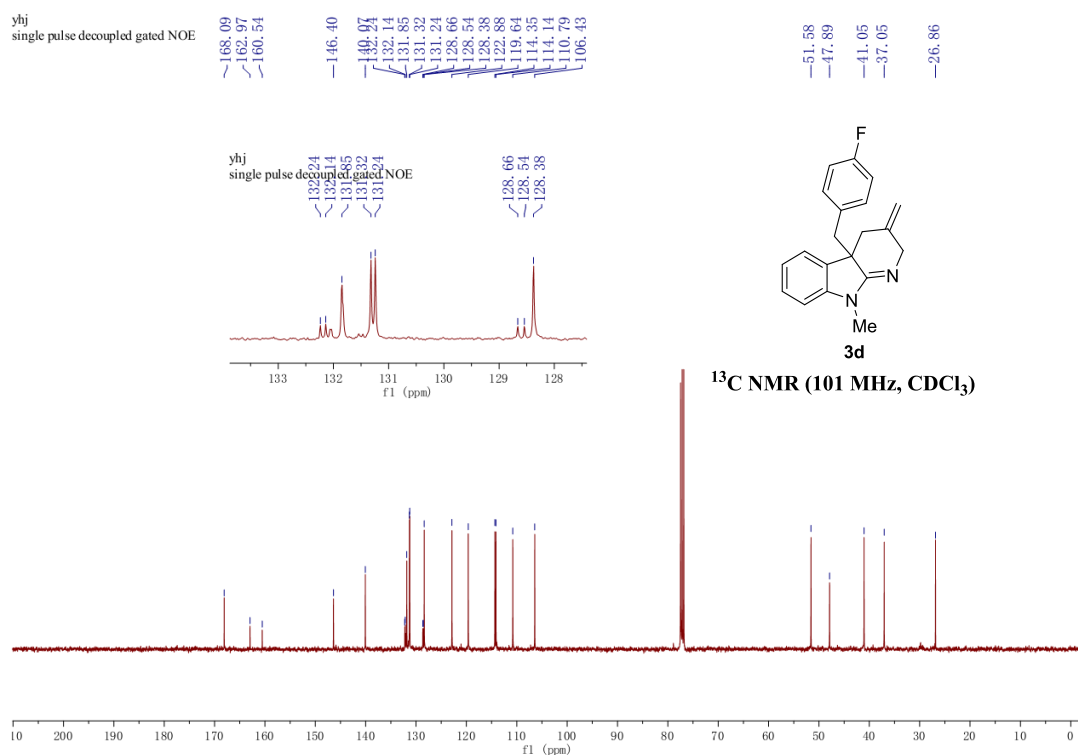 yhj
single pulse decoupled gated NOE
168.09
162.97
160.54
146.40
140.07
132.24
132.14
131.85
131.32
131.24
128.66
128.54
128.38
122.88
119.64
114.35
114.14
110.79
106.43
51.58
47.89
41.05
37.05
26.86
yhj
single pulse decoupled gated NOE
132.24
132.14
131.85
131.32
131.24
128.66
128.54
128.38
133 132 131 130 129 128
f1 (ppm)
F
N
N
Me
3d
¹³C NMR (101 MHz, CDCl₃)
10 200 190 180 170 160 150 140 130 120 110 100 90 80 70 60 50 40 30 20 10 0
f1 (ppm)